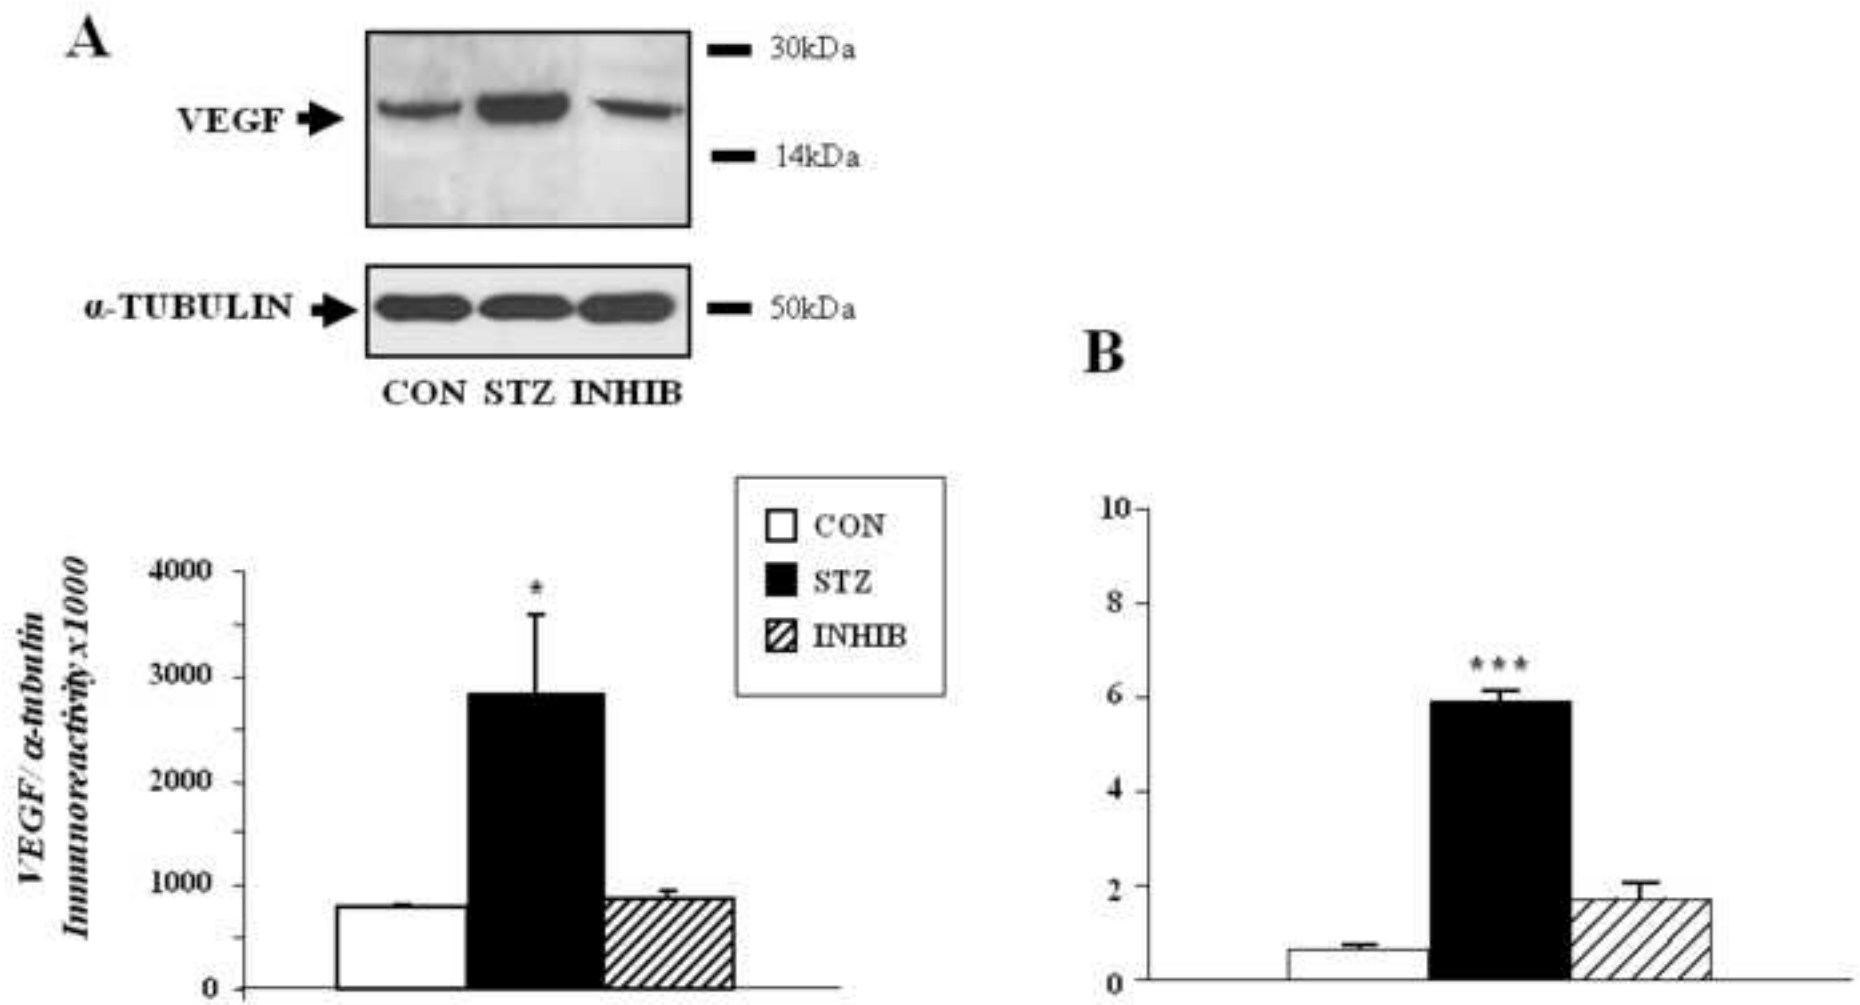 A
30kDa
VEGF
14kDa
α-TUBULIN
50kDa
CON STZ INHIB
B
CON
STZ
INHIB
VEGF/ α-tubulin
Immunoreactivity x1000
4000
3000
2000
1000
0
*
10
8
6
4
2
0
***